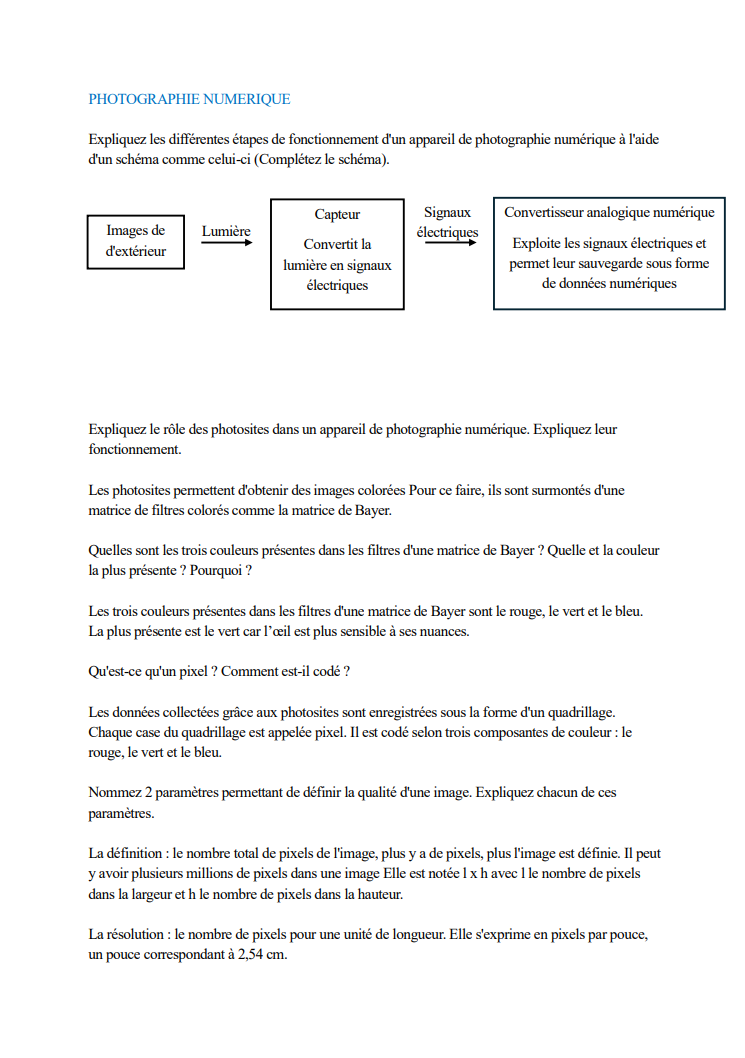 PHOTOGRAPHIE NUMERIQUE
Expliquez les différentes étapes de fonctionnement d'un appareil de photographie numérique à l'aide
d'un schéma comme celui-ci (Complétez le schéma).
Images de
d'extérieur
Lumière
Capteur
Convertit la
lumière en signaux
électriques
Signaux
électriques
Convertisseur analogique numérique
Exploite les signaux électriques et
permet leur sauvegarde sous forme
de données numériques
Expliquez le rôle des photosites dans un appareil de photographie numérique. Expliquez leur
fonctionnement.
Les photosites permettent d'obtenir des images colorées Pour ce faire, ils sont surmontés d'une
matrice de filtres colorés comme la matrice de Bayer.
Quelles sont les trois couleurs présentes dans les filtres d'une matrice de Bayer ? Quelle et la couleur
la plus présente ? Pourquoi ?
Les trois couleurs présentes dans les filtres d'une matrice de Bayer sont le rouge, le vert et le bleu.
La plus présente est le vert car l’œil est plus sensible à ses nuances.
Qu'est-ce qu'un pixel ? Comment est-il codé ?
Les données collectées grâce aux photosites sont enregistrées sous la forme d'un quadrillage.
Chaque case du quadrillage est appelée pixel. Il est codé selon trois composantes de couleur : le
rouge, le vert et le bleu.
Nommez 2 paramètres permettant de définir la qualité d'une image. Expliquez chacun de ces
paramètres.
La définition : le nombre total de pixels de l'image, plus y a de pixels, plus l'image est définie. Il peut
y avoir plusieurs millions de pixels dans une image Elle est notée l x h avec l le nombre de pixels
dans la largeur et h le nombre de pixels dans la hauteur.
La résolution : le nombre de pixels pour une unité de longueur. Elle s'exprime en pixels par pouce,
un pouce correspondant à 2,54 cm.